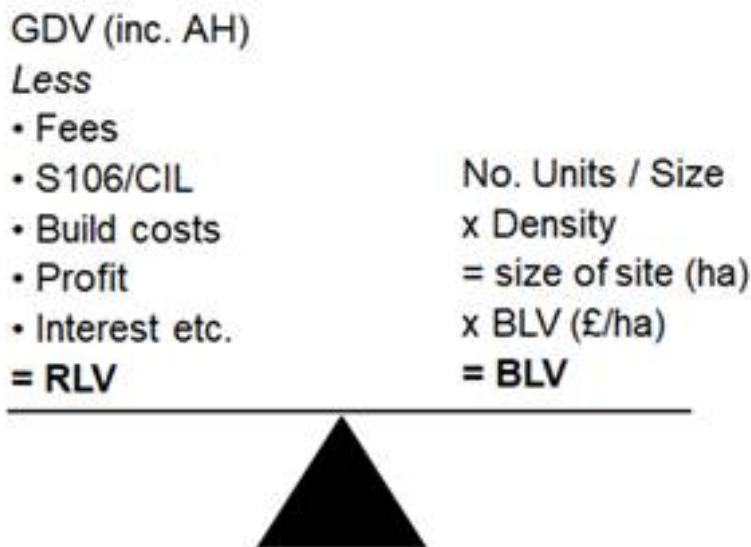 GDV (inc. AH)
Less
• Fees
• S106/CIL
• Build costs
• Profit
• Interest etc.
= RLV
No. Units / Size
x Density
= size of site (ha)
x BLV (£/ha)
= BLV